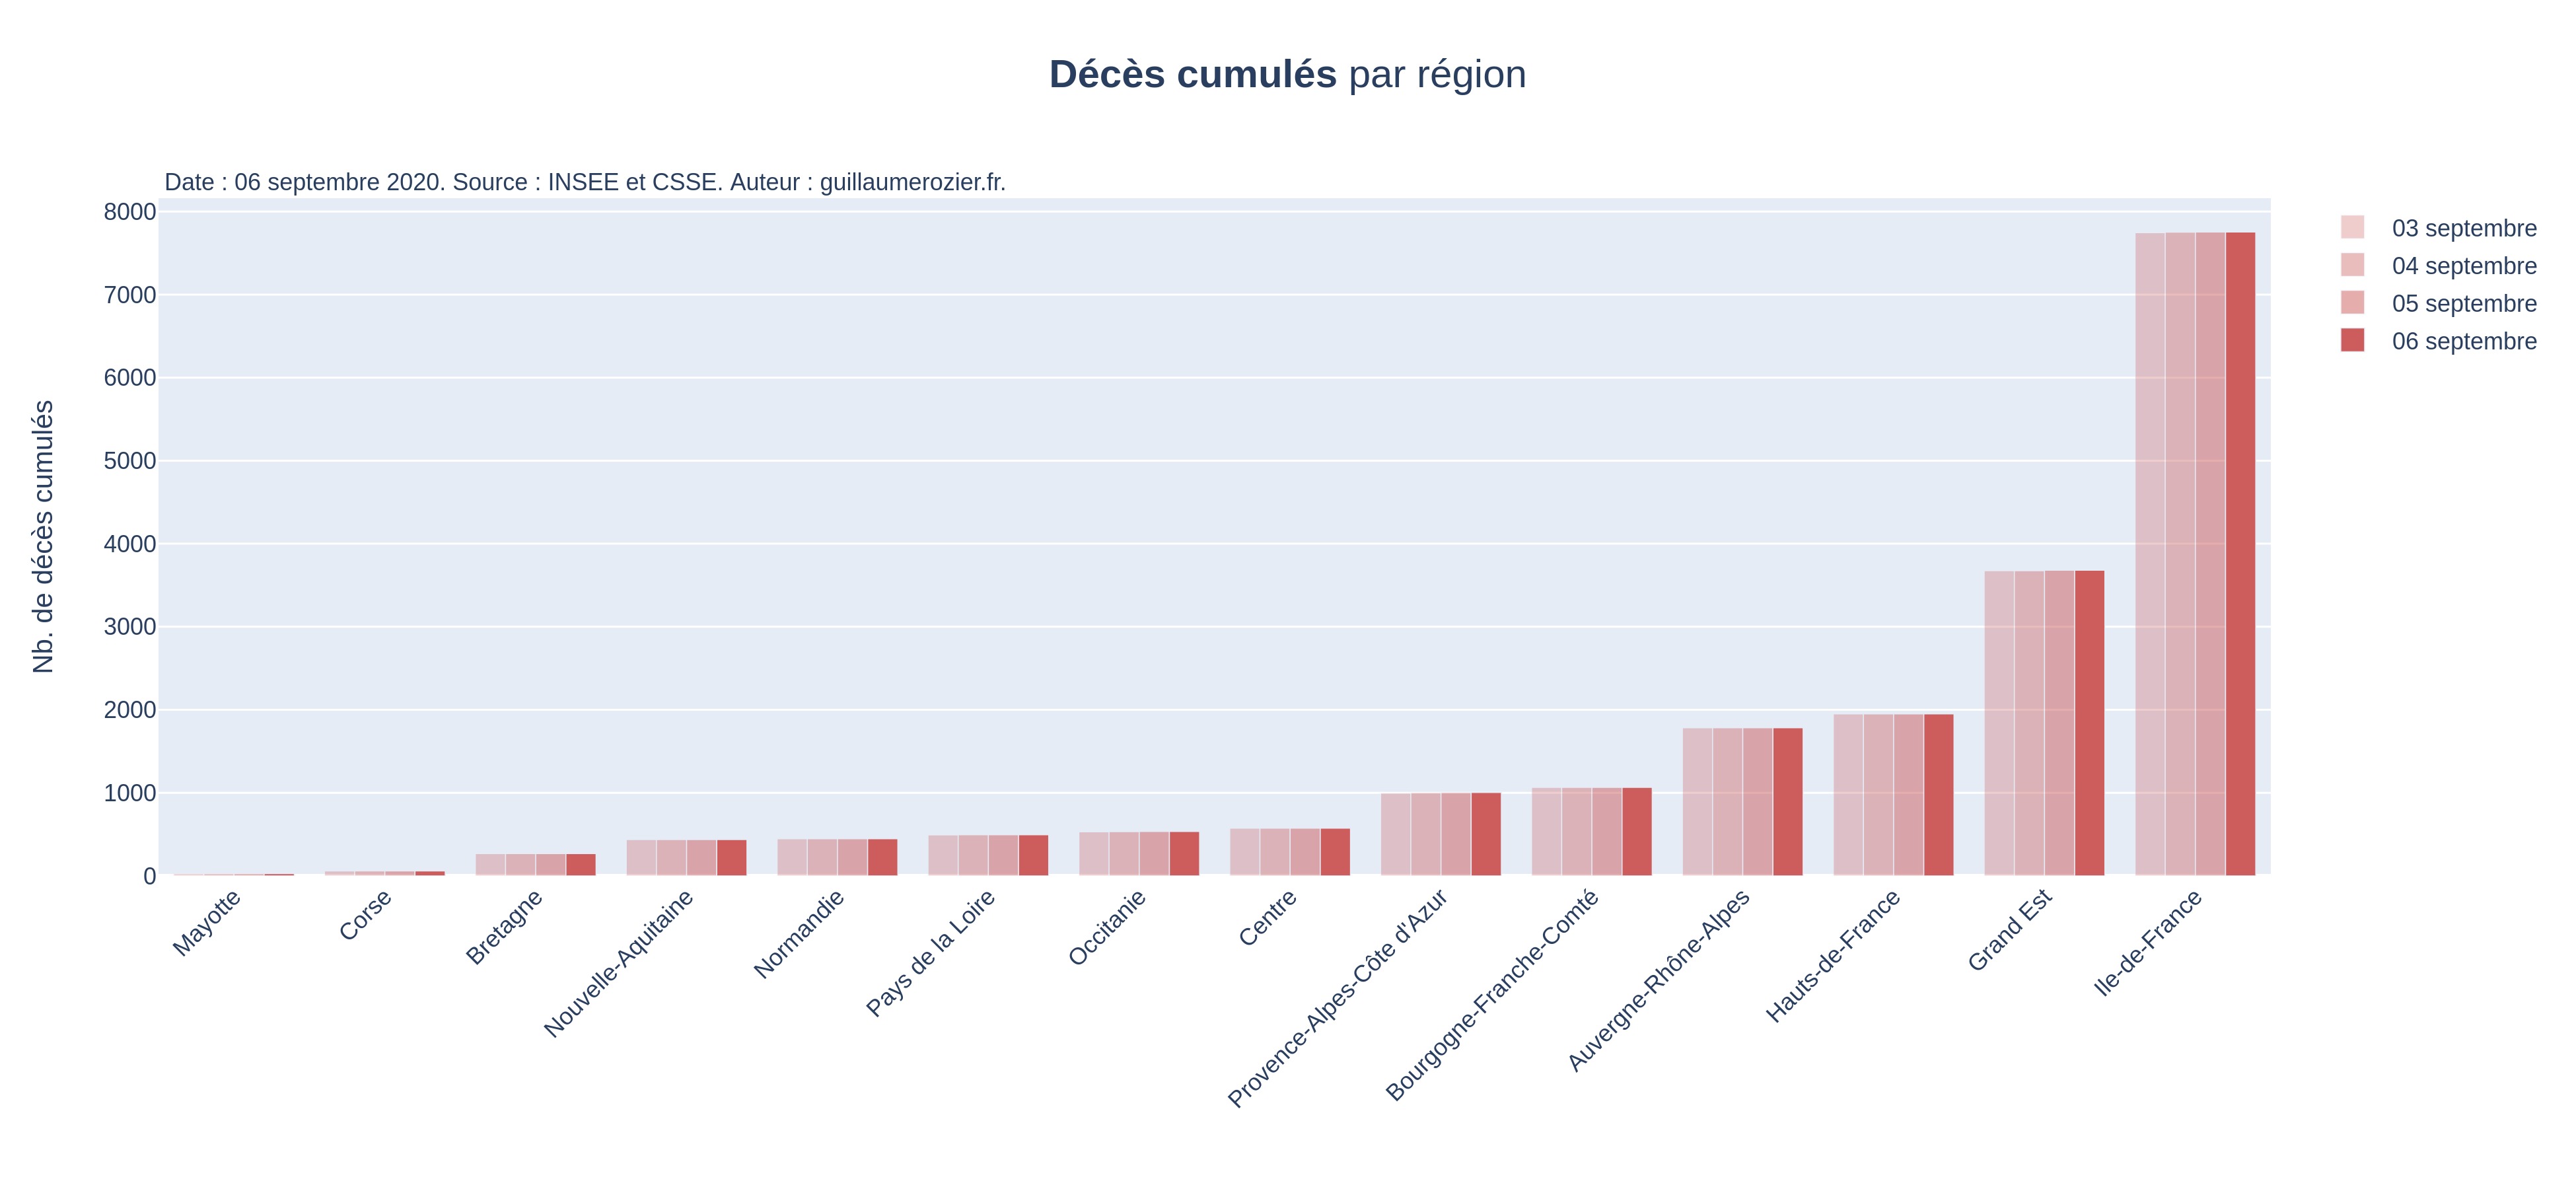 Décès cumulés par région
Date : 06 septembre 2020. Source : INSEE et CSSE. Auteur : guillaumerozier.fr.
8000
7000
6000
5000
4000
3000
2000
1000
0
Nb. de décès cumulés
03 septembre
04 septembre
05 septembre
06 septembre
Mayotte
Corse
Bretagne
Nouvelle-Aquitaine
Normandie
Pays de la Loire
Occitanie
Centre
Provence-Alpes-Côte d'Azur
Bourgogne-Franche-Comté
Auvergne-Rhône-Alpes
Hauts-de-France
Grand Est
Ile-de-France